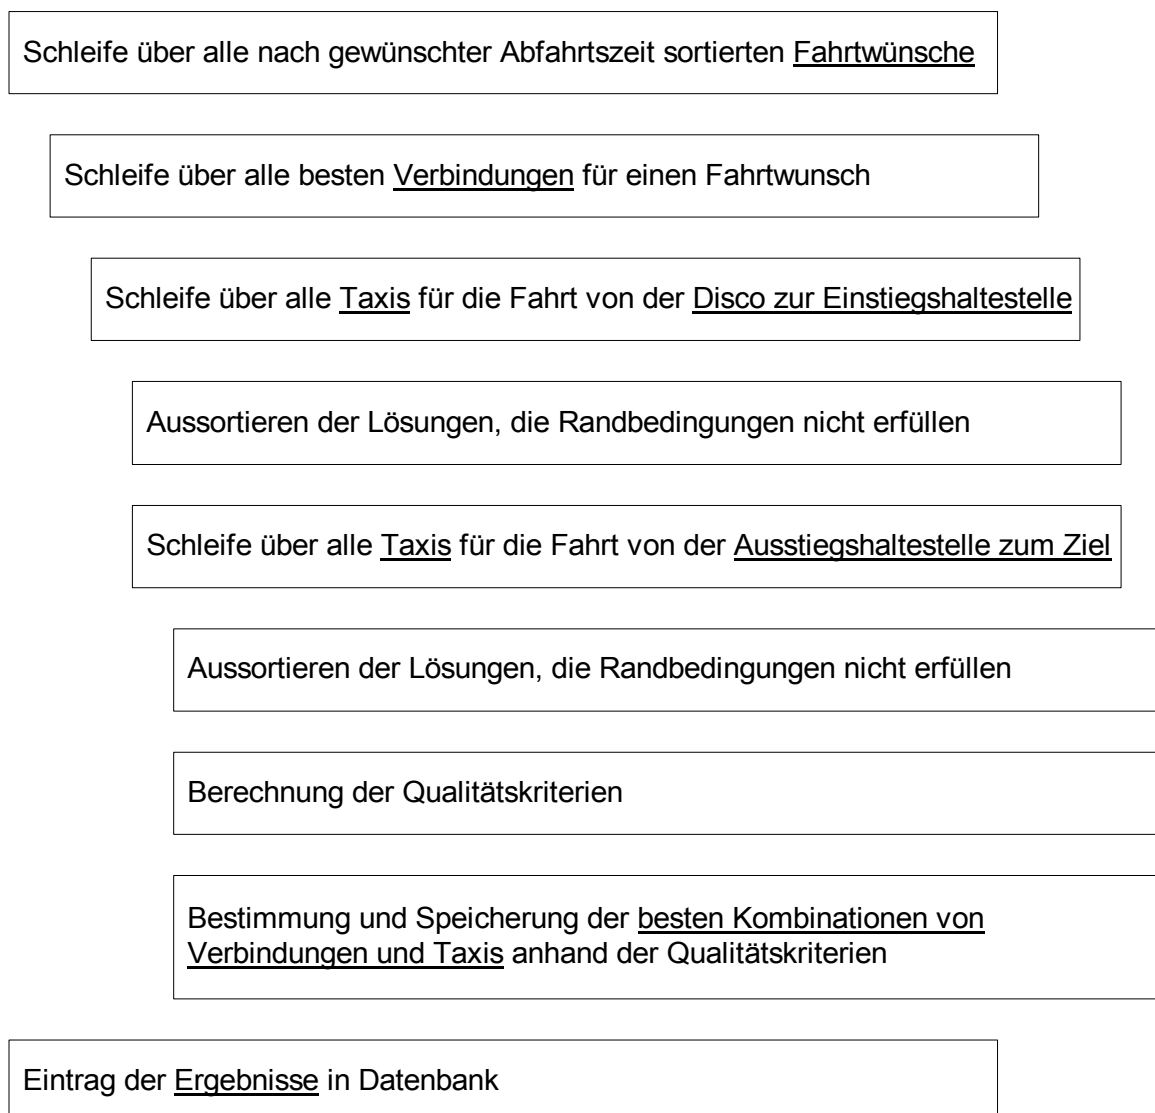 Schleife über alle nach gewünschter Abfahrtszeit sortierten Fahrtwünsche
Schleife über alle besten Verbindungen für einen Fahrtwunsch
Schleife über alle Taxis für die Fahrt von der Disco zur Einstiegshaltestelle
Aussortieren der Lösungen, die Randbedingungen nicht erfüllen
Schleife über alle Taxis für die Fahrt von der Ausstiegshaltestelle zum Ziel
Aussortieren der Lösungen, die Randbedingungen nicht erfüllen
Berechnung der Qualitätskriterien
Bestimmung und Speicherung der besten Kombinationen von
Verbindungen und Taxis anhand der Qualitätskriterien
Eintrag der Ergebnisse in Datenbank